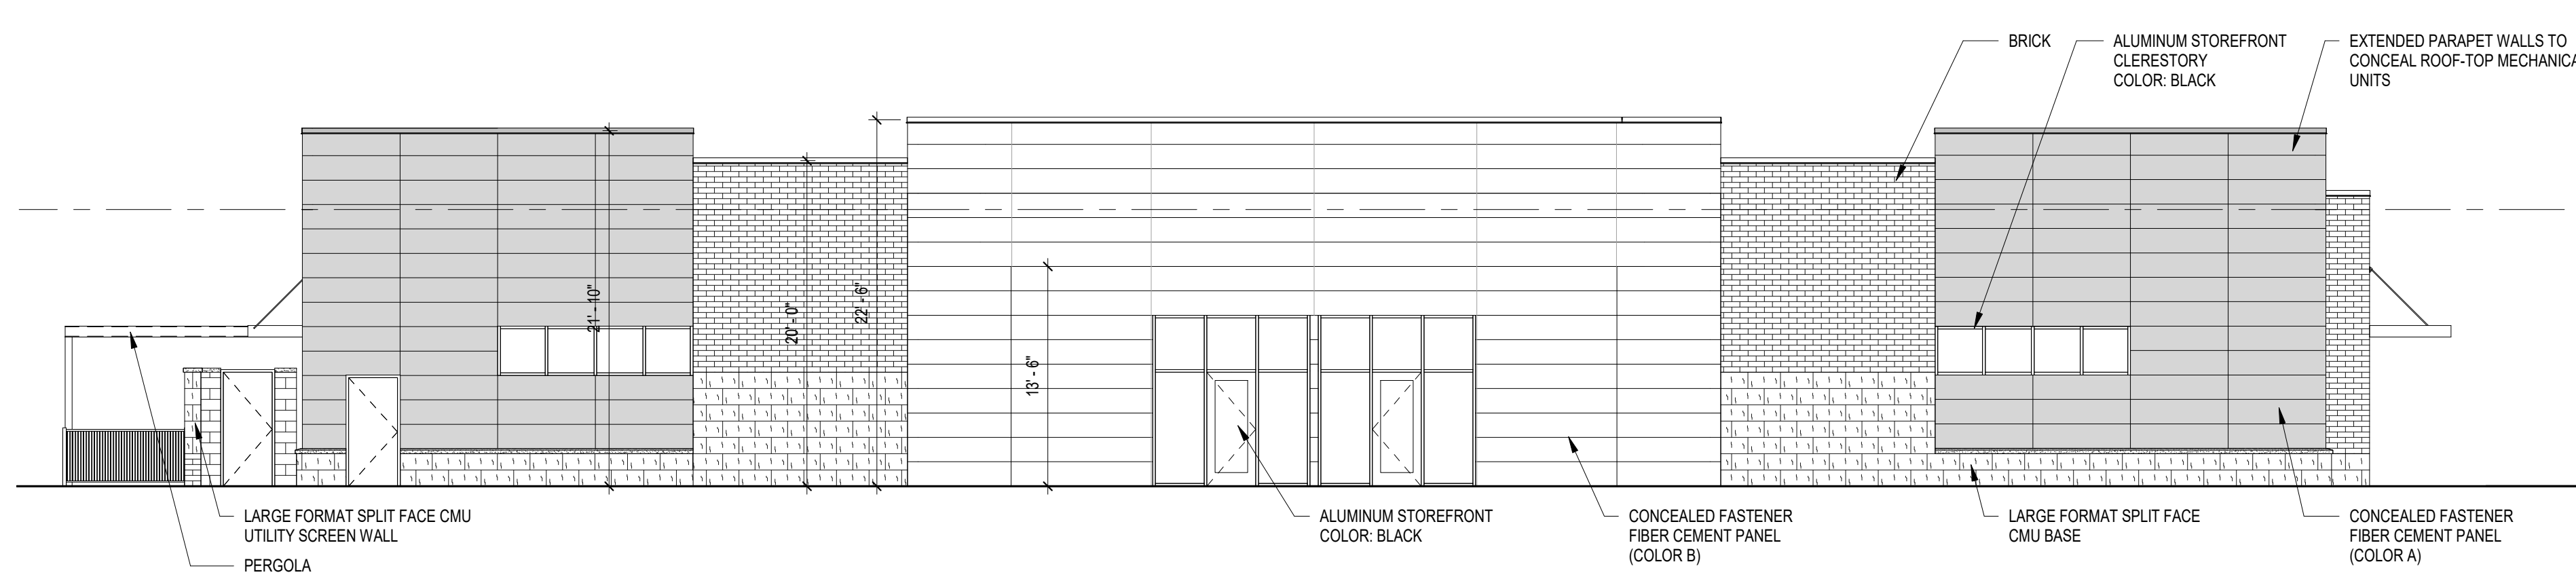 BRICK
ALUMINUM STOREFRONT
CLERESTORY
COLOR: BLACK
EXTENDED PARAPET WALLS TO
CONCEAL ROOF-TOP MECHANICA
UNITS
21' - 10"
20' - 0"
22' - 6"
13' - 6"
LARGE FORMAT SPLIT FACE CMU
UTILITY SCREEN WALL
PERGOLA
ALUMINUM STOREFRONT
COLOR: BLACK
CONCEALED FASTENER
FIBER CEMENT PANEL
(COLOR B)
LARGE FORMAT SPLIT FACE
CMU BASE
CONCEALED FASTENER
FIBER CEMENT PANEL
(COLOR A)